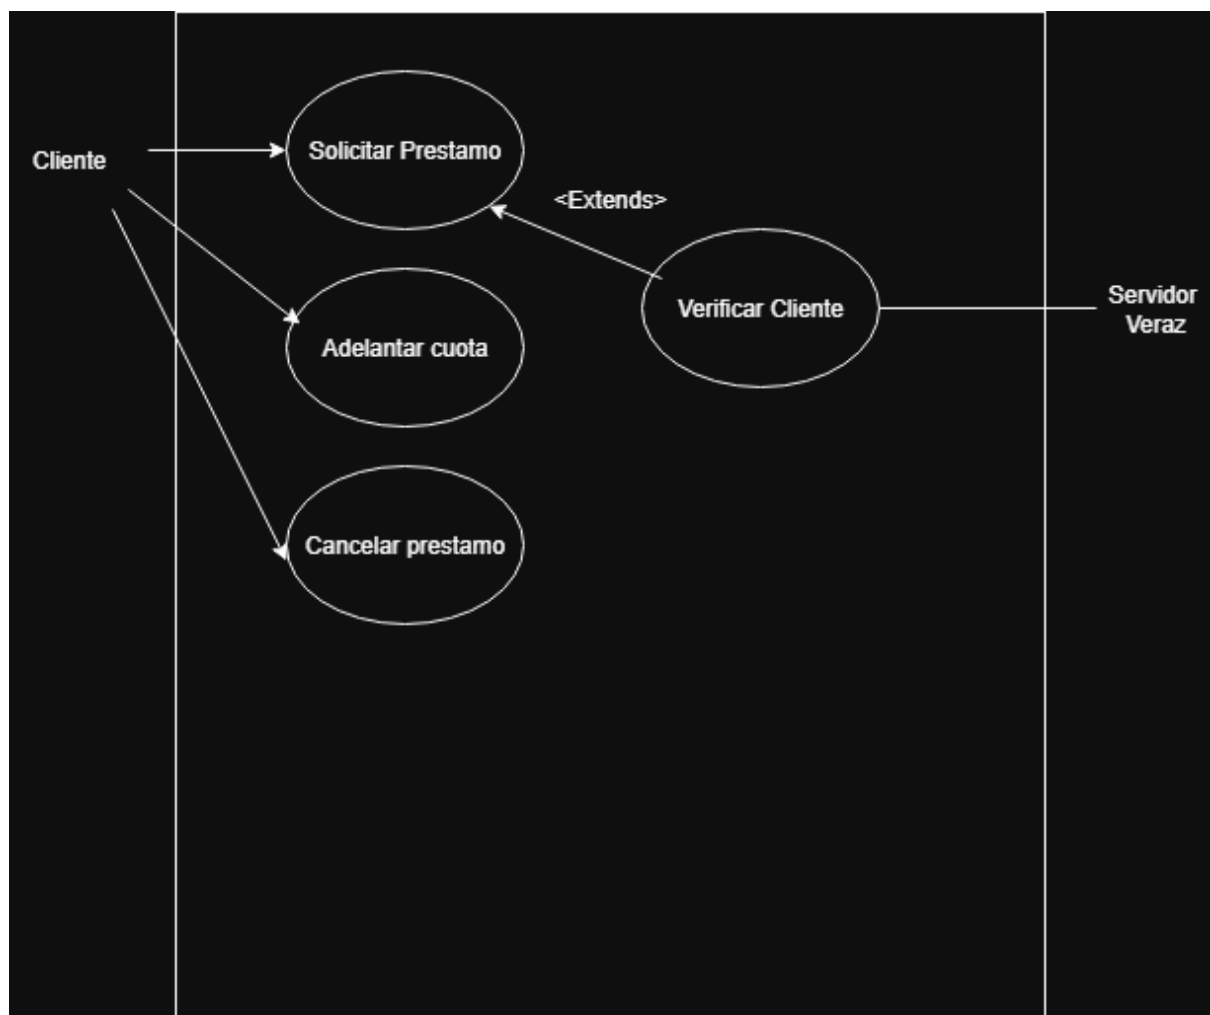 Cliente
Solicitar Prestamo
<Extends>
Verificar Cliente
Servidor
Veraz
Adelantar cuota
Cancelar prestamo